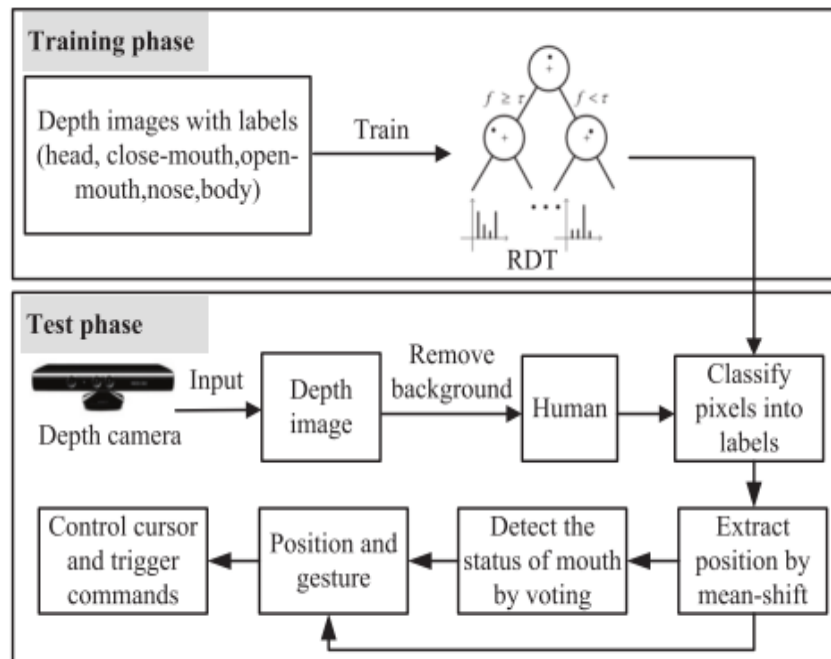 Training phase
Depth images with labels
(head, close-mouth,open-
mouth,nose,body)
Train
f ≥ τ
f < τ
RDT
Test phase
Depth camera
Input
Depth
image
Remove
background
Human
Classify
pixels into
labels
Control cursor
and trigger
commands
Position and
gesture
Detect the
status of mouth
by voting
Extract
position by
mean-shift